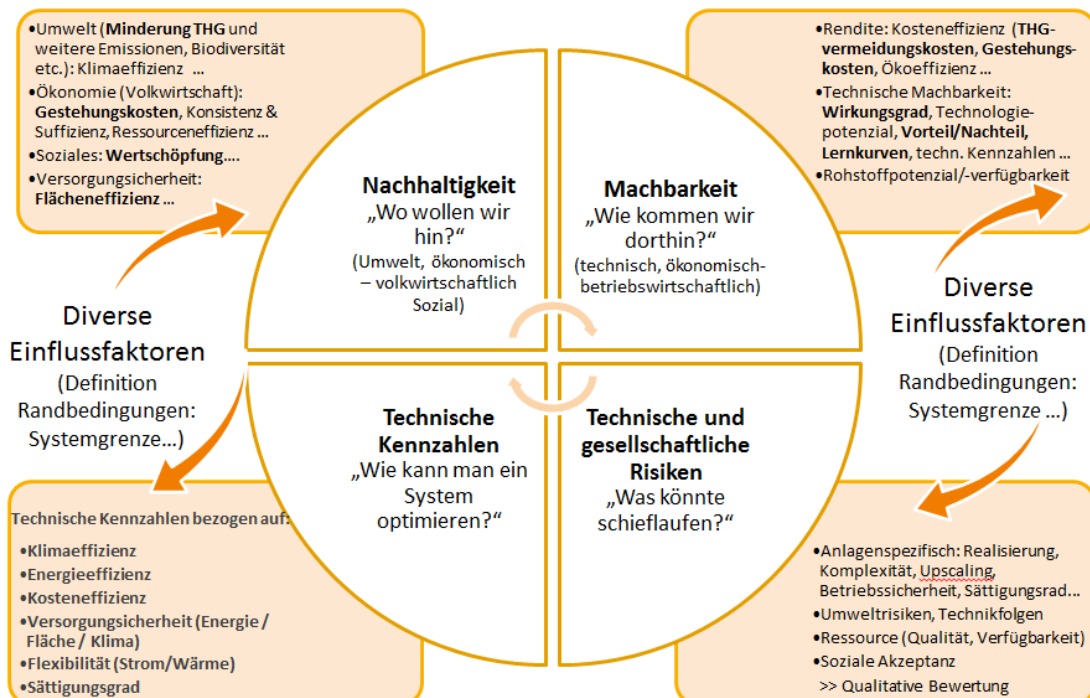 •Umwelt (Minderung THG und
weitere Emissionen, Biodiversität
etc.): Klimaeffizienz ...
•Ökonomie (Volkwirtschaft):
Gestehungskosten, Konsistenz &
Suffizienz, Ressourceneffizienz ...
•Soziales: Wertschöpfung....
•Versorgungsicherheit:
Flächeneffizienz ...
•Rendite: Kosteneffizienz (THG-
vermeidungskosten, Gestehungs-
kosten, Ökoeffizienz ...
•Technische Machbarkeit:
Wirkungsgrad, Technologie-
potenzial, Vorteil/Nachteil,
Lernkurven, techn. Kennzahlen ...
•Rohstoffpotenzial/-verfügbarkeit
Nachhaltigkeit
„Wo wollen wir
hin?“
(Umwelt, ökonomisch
– volkwirtschaftlich
Sozial)
Machbarkeit
„Wie kommen wir
dorthin?“
(technisch, ökonomisch-
betriebswirtschaftlich)
Diverse
Einflussfaktoren
(Definition
Randbedingungen:
Systemgrenze...)
Diverse
Einflussfaktoren
(Definition
Randbedingungen:
Systemgrenze ...)
Technische
Kennzahlen
„Wie kann man ein
System
optimieren?“
Technische und
gesellschaftliche
Risiken
„Was könnte
schieflaufen?“
Technische Kennzahlen bezogen auf:
•Klimaeffizienz
•Energieeffizienz
•Kosteneffizienz
•Versorgungsicherheit (Energie /
Fläche / Klima)
•Flexibilität (Strom/Wärme)
•Sättigungsgrad
•Anlagenspezifisch: Realisierung,
Komplexität, Upscaling,
Betriebssicherheit, Sättigungsrad...
•Umweltrisiken, Technikfolgen
•Ressource (Qualität, Verfügbarkeit)
•Soziale Akzeptanz
>> Qualitative Bewertung